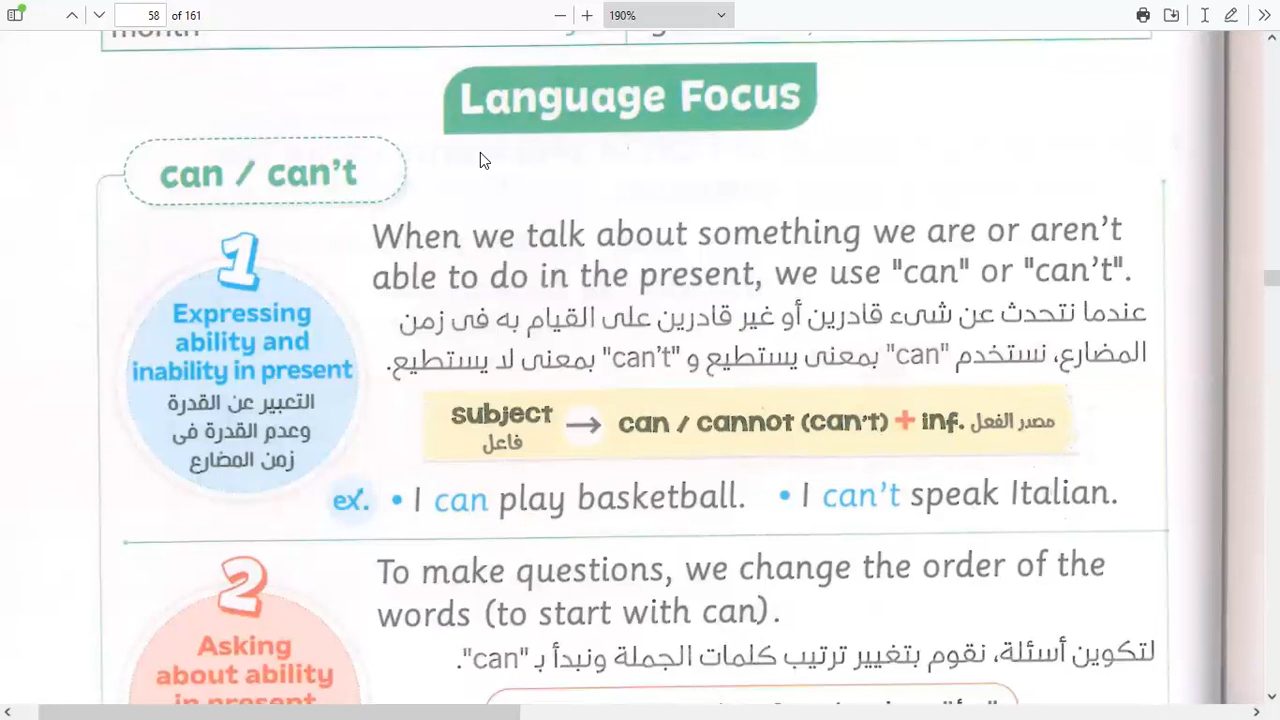 58 of 161
190%
month
Language Focus
can / can't
1
Expressing
ability and
inability in present
التعبير عن القدرة
وعدم القدرة فى
زمن المضارع
When we talk about something we are or aren't
able to do in the present, we use "can" or "can't".
عندما نتحدث عن شىء قادرين أو غير قادرين على القيام به فى زمن
المضارع، نستخدم "can" بمعنى يستطيع و "can't" بمعنى لا يستطيع.
subject → can / cannot (can't) + inf. مصدر الفعل
فاعل
ex. • I can play basketball. • I can't speak Italian.
2
Asking
about ability
in present
To make questions, we change the order of the
words (to start with can).
لتكوين أسئلة، نقوم بتغيير ترتيب كلمات الجملة ونبدأ بـ "can".